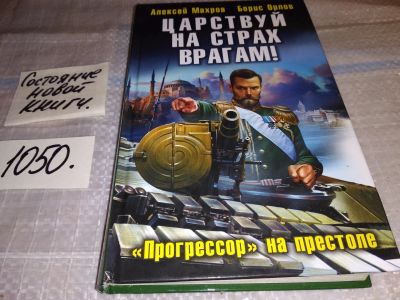 Алексей Махров Борис Орлов
ЦАРСТВУЙ
НА СТРАХ
ВРАГАМ!
«Прогрессор» на престоле
Состояние
новой
книги.
1050.